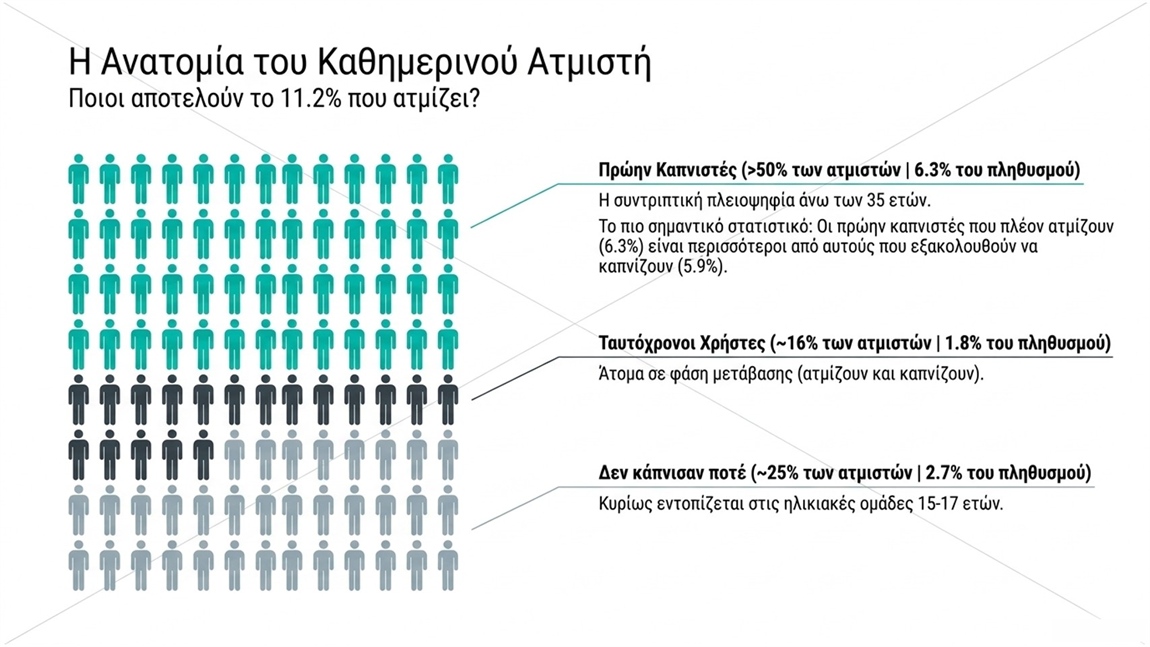 Η Ανατομία του Καθημερινού Ατμιστή
Ποιοι αποτελούν το 11.2% που ατμίζει?
Πρώην Καπνιστές (>50% των ατμιστών | 6.3% του πληθυσμού)
Η συντριπτική πλειοψηφία άνω των 35 ετών.
Το πιο σημαντικό στατιστικό: Οι πρώην καπνιστές που πλέον ατμίζουν
(6.3%) είναι περισσότεροι από αυτούς που εξακολουθούν να
καπνίζουν (5.9%).
Ταυτόχρονοι Χρήστες (~16% των ατμιστών | 1.8% του πληθυσμού)
Άτομα σε φάση μετάβασης (ατμίζουν και καπνίζουν).
Δεν κάπνισαν ποτέ (~25% των ατμιστών | 2.7% του πληθυσμού)
Κυρίως εντοπίζεται στις ηλικιακές ομάδες 15-17 ετών.